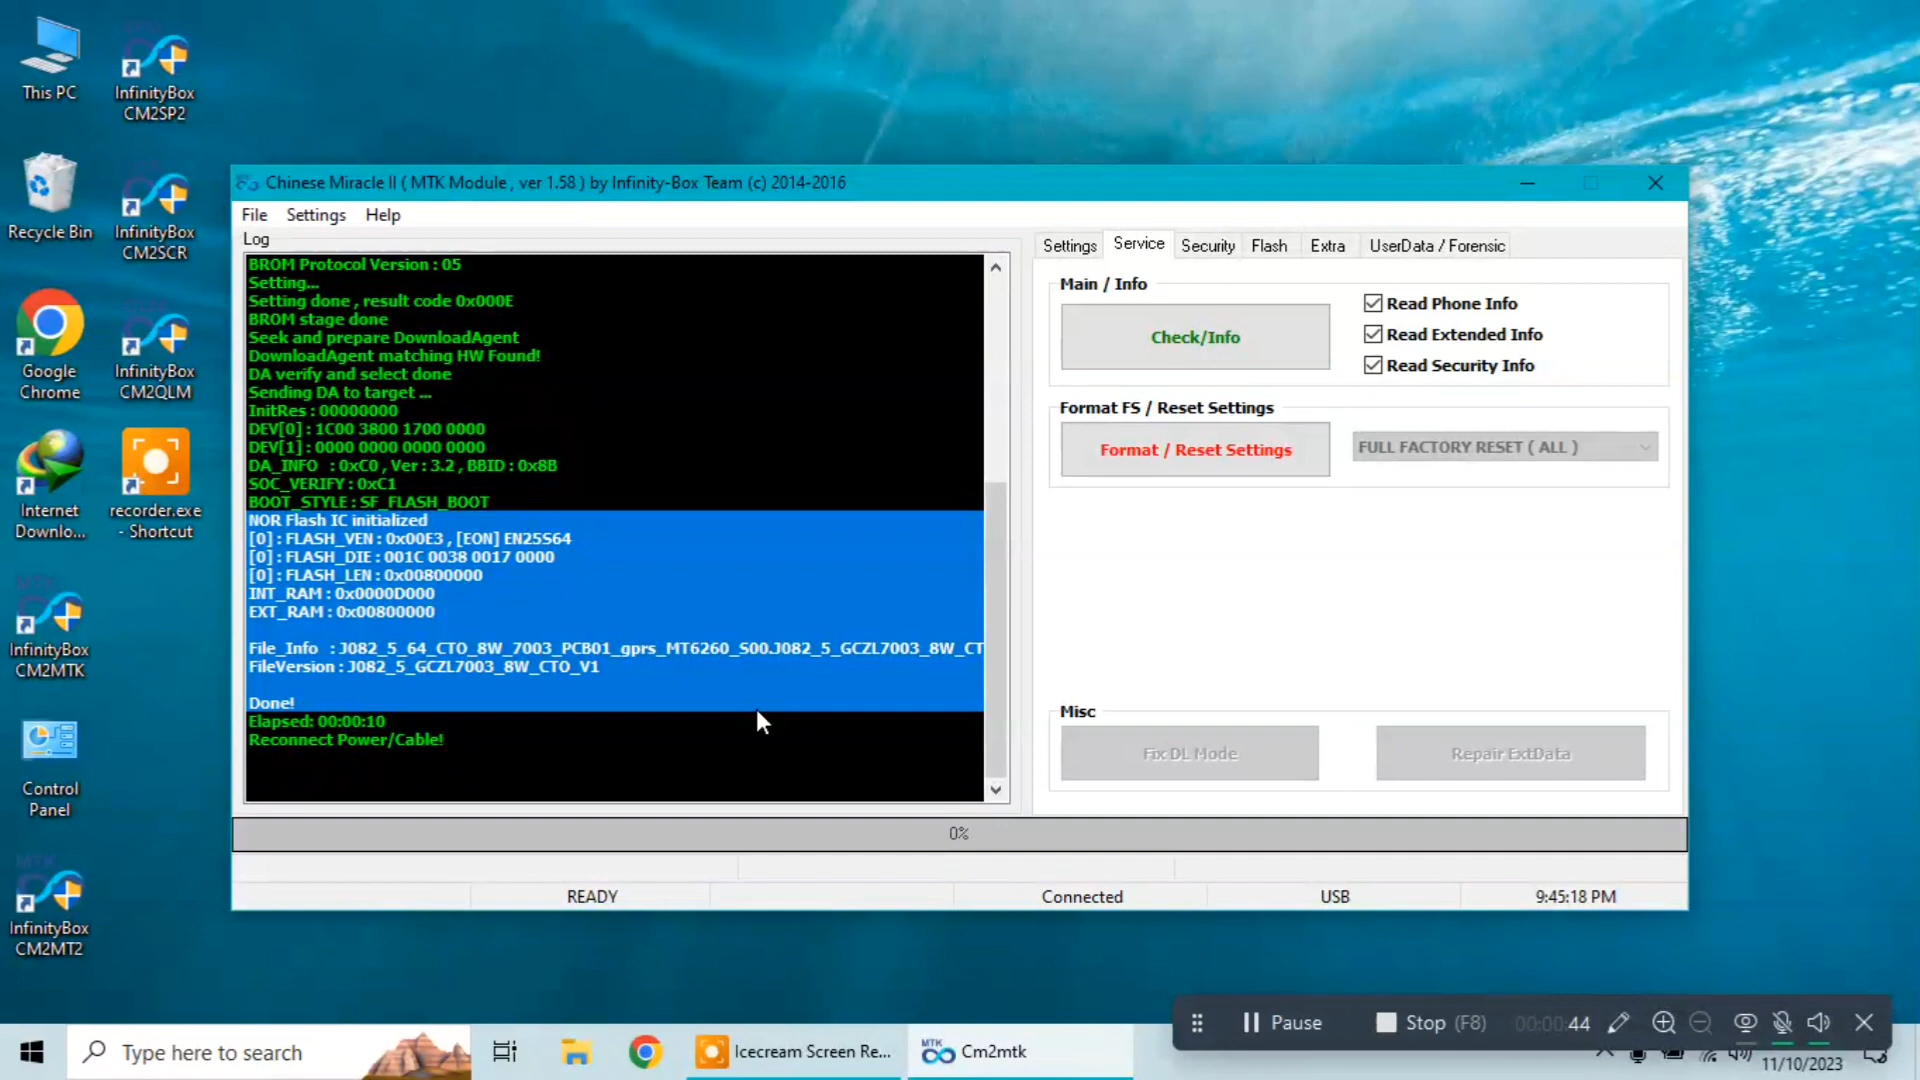 This PC
InfinityBox
CM2SP2
Recycle Bin
InfinityBox
CM2SCR
Google
Chrome
InfinityBox
CM2QLM
Internet
Downlo...
recorder.exe
- Shortcut
MTK
InfinityBox
CM2MTK
Control
Panel
InfinityBox
CM2MT2
Chinese Miracle II ( MTK Module , ver 1.58 ) by Infinity-Box Team (c) 2014-2016
File Settings Help
Log
BROM Protocol Version : 05
Setting...
Setting done , result code 0x000E
BROM stage done
Seek and prepare DownloadAgent
DownloadAgent matching HW Found!
DA verify and select done
Sending DA to target ...
InitRes : 00000000
DEV[0] : 1C00 3800 1700 0000
DEV[1] : 0000 0000 0000 0000
DA_INFO : 0xC0 , Ver : 3.2 , BBID : 0x8B
SOC_VERIFY : 0xC1
BOOT_STYLE : SF_FLASH_BOOT
NOR Flash IC initialized
[0] : FLASH_VEN : 0x00E3 , [EON] EN25S64
[0] : FLASH_DIE : 001C 0038 0017 0000
[0] : FLASH_LEN : 0x00800000
INT_RAM : 0x0000D000
EXT_RAM : 0x00800000
File_Info : J082_5_64_CTO_8W_7003_PCB01_gprs_MT6260_S00.J082_5_GCZL7003_8W_CT
FileVersion : J082_5_GCZL7003_8W_CTO_V1
Done!
Elapsed: 00:00:10
Reconnect Power/Cable!
Settings Service Security Flash Extra UserData / Forensic
Main / Info
Check/Info
Read Phone Info
Read Extended Info
Read Security Info
Format FS / Reset Settings
Format / Reset Settings
FULL FACTORY RESET ( ALL )
Misc
Fix DL Mode
Repair ExtData
0%
READY
Connected
USB
9:45:18 PM
Pause
Stop (F8)
00:00:44
Type here to search
Icecream Screen Re...
MTK
Cm2mtk
11/10/2023